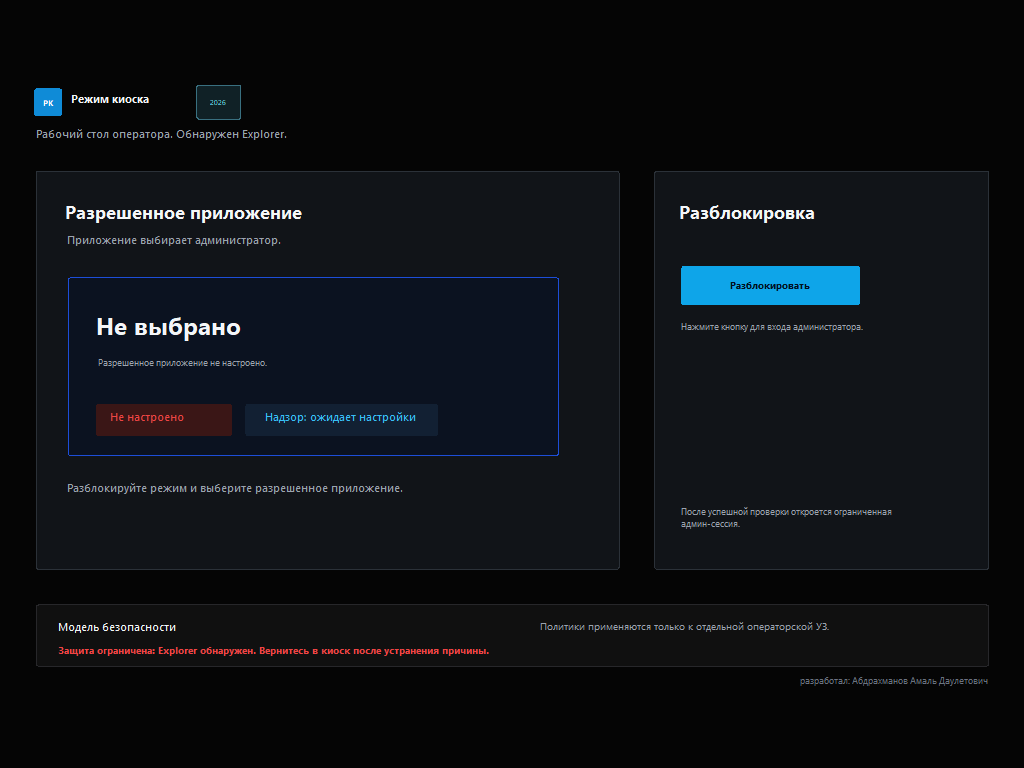 РК
Режим киоска
2026
Рабочий стол оператора. Обнаружен Explorer.
Разрешенное приложение
Приложение выбирает администратор.
Не выбрано
Разрешенное приложение не настроено.
Не настроено
Надзор: ожидает настройки
Разблокируйте режим и выберите разрешенное приложение.
Разблокировка
Разблокировать
Нажмите кнопку для входа администратора.
После успешной проверки откроется ограниченная
админ-сессия.
Модель безопасности
Политики применяются только к отдельной операторской УЗ.
Защита ограничена: Explorer обнаружен. Вернитесь в киоск после устранения причины.
разработал: Абдрахманов Амаль Даулетович